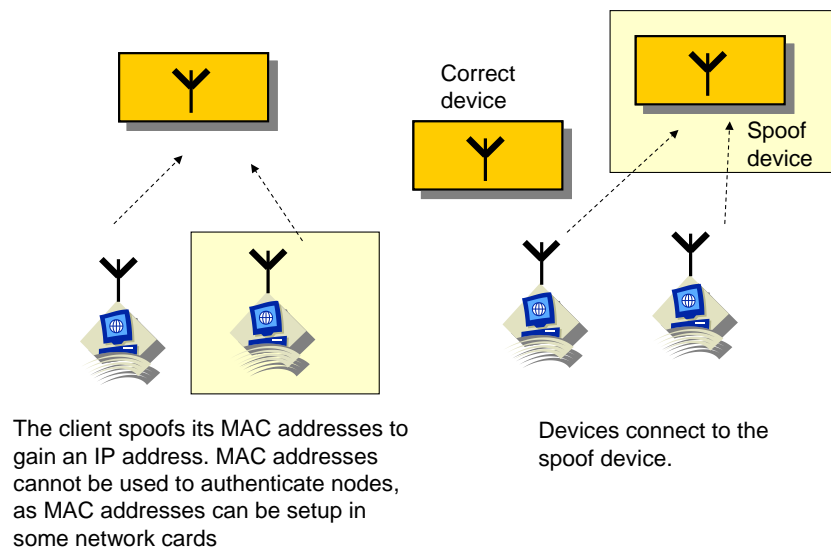 Correct
device
Spoof
device
The client spoofs its MAC addresses to
gain an IP address. MAC addresses
cannot be used to authenticate nodes,
as MAC addresses can be setup in
some network cards
Devices connect to the
spoof device.